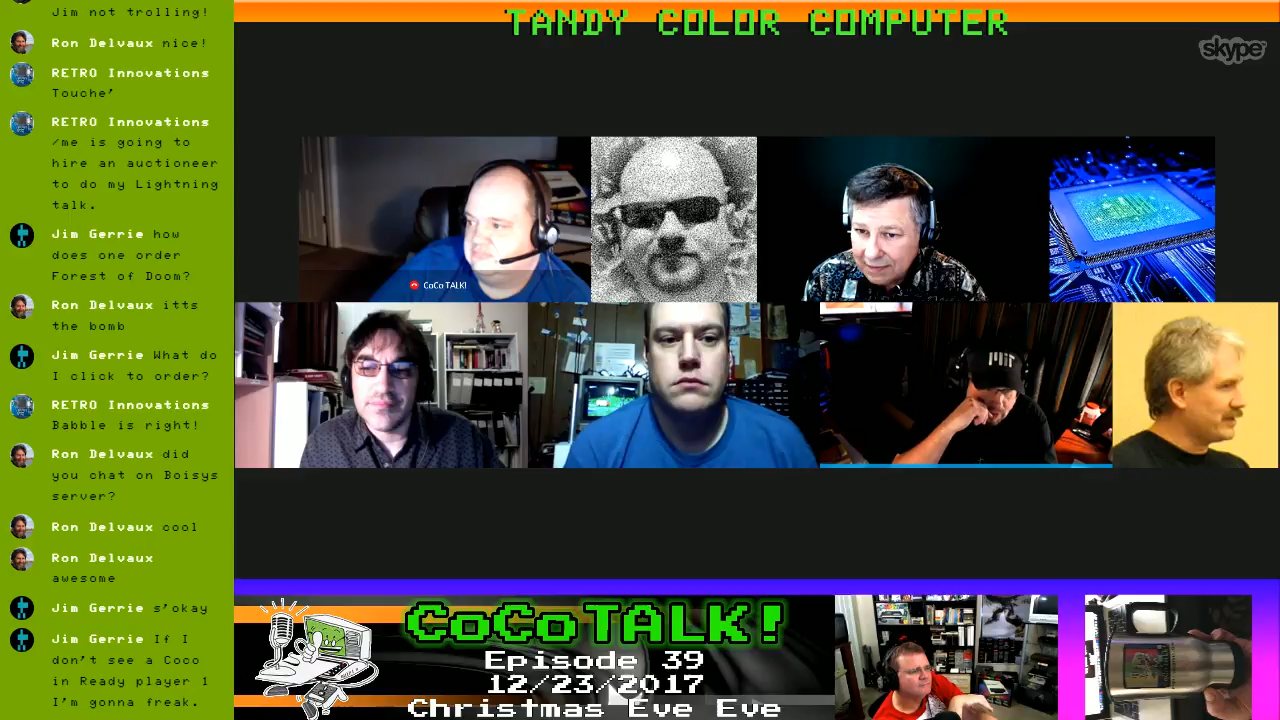 Jim not trolling!
Ron Delvaux nice!
RETRO Innovations
Touche'
RETRO Innovations
/me is going to
hire an auctioneer
to do my Lightning
talk.
Jim Gerrie how
does one order
Forest of Doom?
Ron Delvaux itts
the bomb
Jim Gerrie What do
I click to order?
RETRO Innovations
Babble is right!
Ron Delvaux did
you chat on Boisys
server?
Ron Delvaux cool
Ron Delvaux
awesome
Jim Gerrie s'okay
Jim Gerrie If I
don't see a Coco
in Ready player 1
I'm gonna freak.
TANDY COLOR COMPUTER
skype
CoCo TALK!
MIT
CoCoTALK!
Episode 39
12/23/2017
Christmas Eve Eve